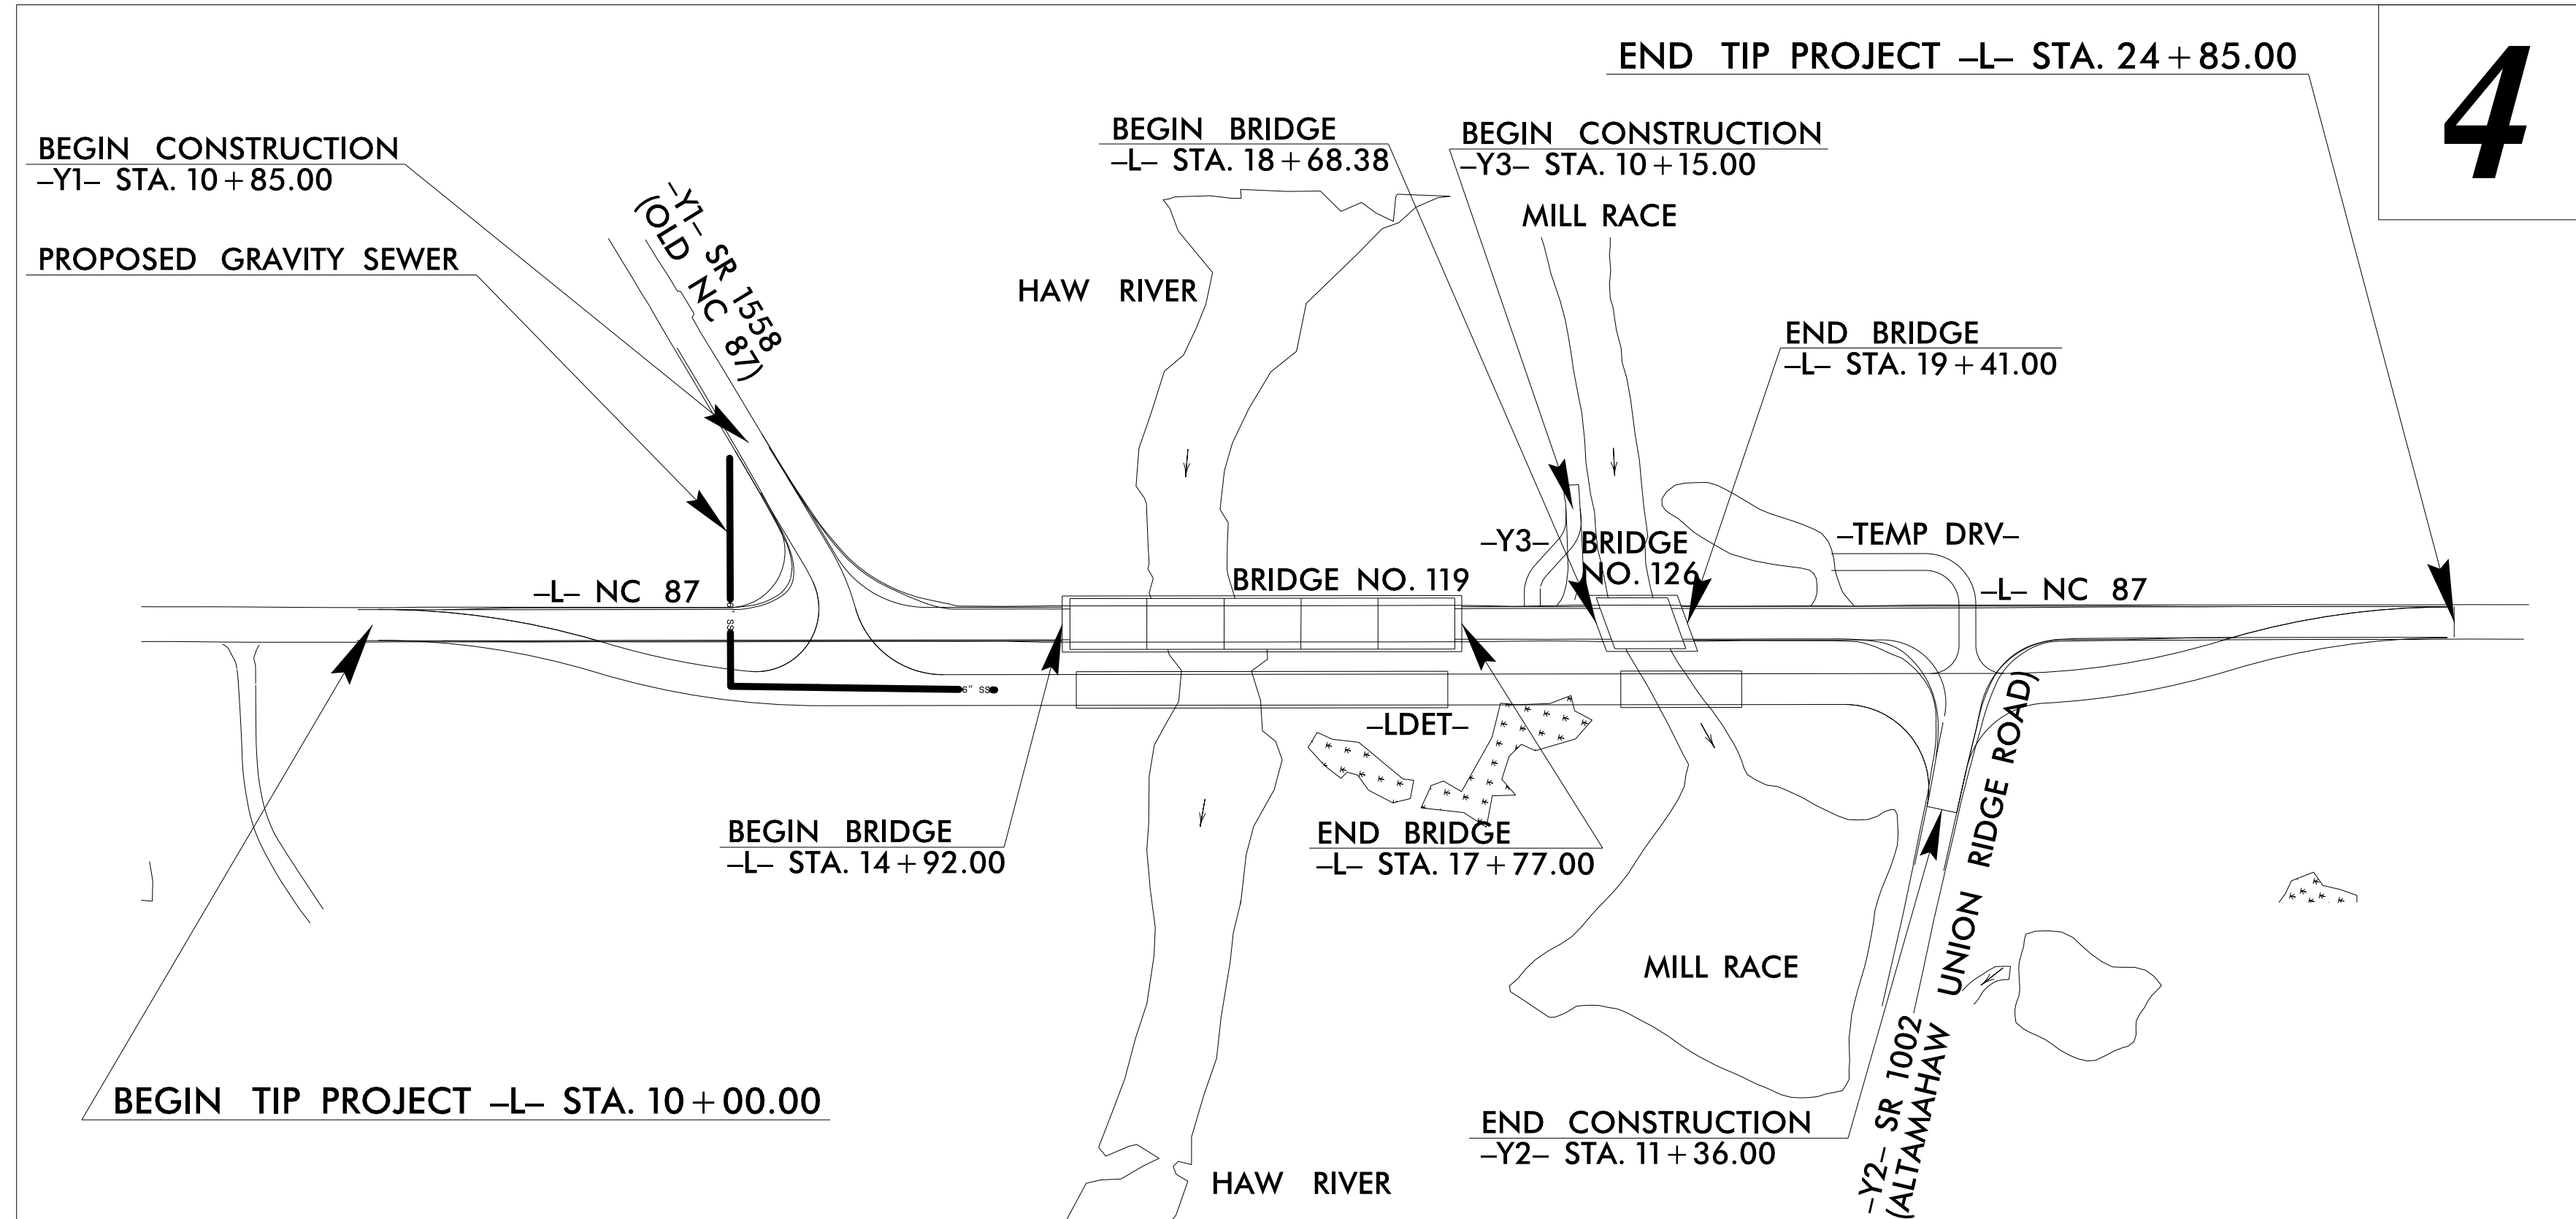 END TIP PROJECT –L– STA. 24+85.00
4
BEGIN CONSTRUCTION
–Y1– STA. 10+85.00
BEGIN BRIDGE
–L– STA. 18+68.38
BEGIN CONSTRUCTION
–Y3– STA. 10+15.00
–Y1– SR 1558
(OLD NC 87)
MILL RACE
PROPOSED GRAVITY SEWER
HAW RIVER
END BRIDGE
–L– STA. 19+41.00
–Y3–
BRIDGE
NO. 126
–TEMP DRV–
–L– NC 87
BRIDGE NO. 119
–L– NC 87
SS
6" SS
–LDET–
BEGIN BRIDGE
–L– STA. 14+92.00
END BRIDGE
–L– STA. 17+77.00
MILL RACE
BEGIN TIP PROJECT –L– STA. 10+00.00
END CONSTRUCTION
–Y2– STA. 11+36.00
–Y2– SR 1002
(ALTAMAHAW UNION RIDGE ROAD)
HAW RIVER